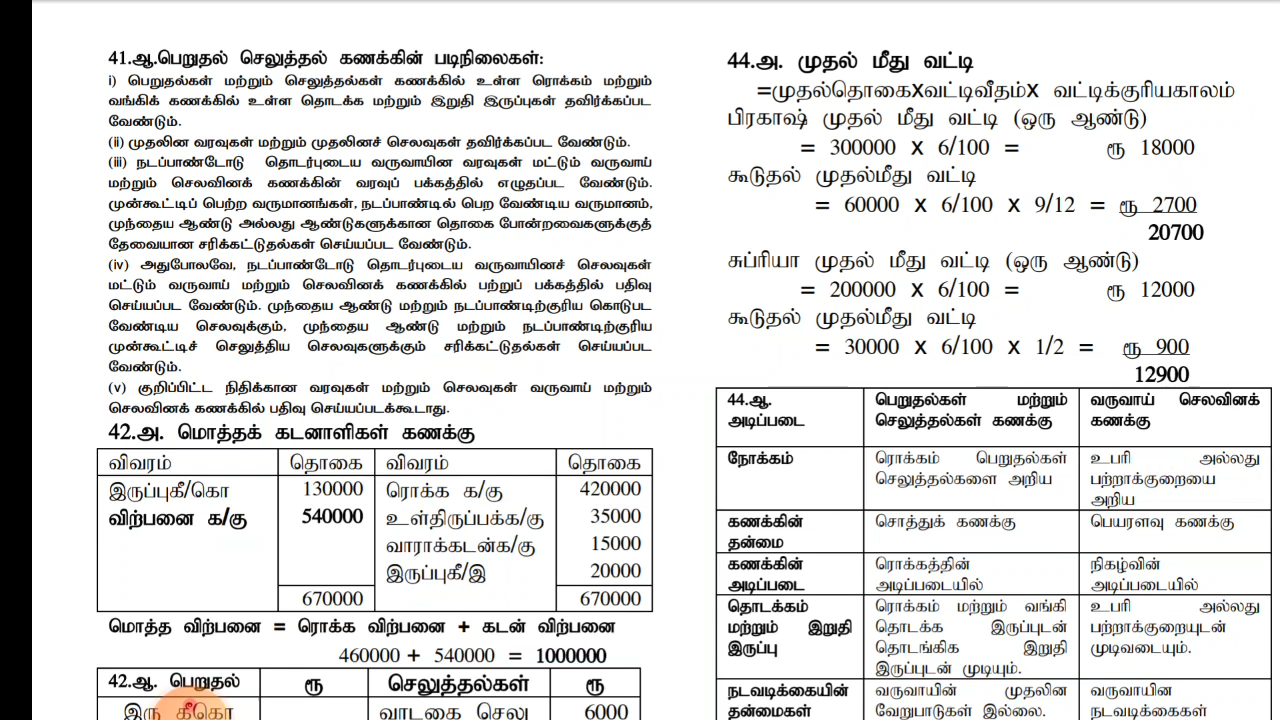 41.ஆ.பெறுதல் செலுத்தல் கணக்கின் படிநிலைகள்:
i) பெறுதல்கள் மற்றும் செலுத்தல்கள் கணக்கில் உள்ள ரொக்கம் மற்றும்
வங்கிக் கணக்கில் உள்ள தொடக்க மற்றும் இறுதி இருப்புகள் தவிர்க்கப்பட
வேண்டும்.
(ii) முதலின வரவுகள் மற்றும் முதலினச் செலவுகள் தவிர்க்கப்பட வேண்டும்.
(iii) நடப்பாண்டோடு தொடர்புடைய வருவாயின வரவுகள் மட்டும் வருவாய்
மற்றும் செலவினக் கணக்கின் வரவுப் பக்கத்தில் எழுதப்பட வேண்டும்.
முன்கூட்டிப் பெற்ற வருமானங்கள், நடப்பாண்டில் பெற வேண்டிய வருமானம்,
முந்தைய ஆண்டு அல்லது ஆண்டுகளுக்கான தொகை போன்றவைகளுக்குத்
தேவையான சரிக்கட்டுதல்கள் செய்யப்பட வேண்டும்.
(iv) அதுபோலவே, நடப்பாண்டோடு தொடர்புடைய வருவாயினச் செலவுகள்
மட்டும் வருவாய் மற்றும் செலவினக் கணக்கில் பற்றுப் பக்கத்தில் பதிவு
செய்யப்பட வேண்டும். முந்தைய ஆண்டு மற்றும் நடப்பாண்டிற்குரிய கொடுபட
வேண்டிய செலவுக்கும், முந்தைய ஆண்டு மற்றும் நடப்பாண்டிற்குரிய
முன்கூட்டிச் செலுத்திய செலவுகளுக்கும் சரிக்கட்டுதல்கள் செய்யப்பட
வேண்டும்.
(v) குறிப்பிட்ட நிதிக்கான வரவுகள் மற்றும் செலவுகள் வருவாய் மற்றும்
செலவினக் கணக்கில் பதிவு செய்யப்படக்கூடாது.
42.அ. மொத்தக் கடனாளிகள் கணக்கு
விவரம் தொகை விவரம் தொகை
இருப்புகீ/கொ 130000 ரொக்க க/கு 420000
விற்பனை க/கு 540000 உள்திருப்பக்க/கு 35000
வாராக்கடன்க/கு 15000
இருப்புகீ/இ 20000
670000 670000
மொத்த விற்பனை = ரொக்க விற்பனை + கடன் விற்பனை
460000 + 540000 = 1000000
42.ஆ. பெறுதல் ரூ செலுத்தல்கள் ரூ
இரு கீகொ வாடகை செலு 6000
44.அ. முதல் மீது வட்டி
=முதல்தொகைXவட்டிவீதம்X வட்டிக்குரியகாலம்
பிரகாஷ் முதல் மீது வட்டி (ஒரு ஆண்டு)
= 300000 X 6/100 = ரூ 18000
கூடுதல் முதல்மீது வட்டி
= 60000 X 6/100 X 9/12 = ரூ 2700
20700
சுப்ரியா முதல் மீது வட்டி (ஒரு ஆண்டு)
= 200000 X 6/100 = ரூ 12000
கூடுதல் முதல்மீது வட்டி
= 30000 X 6/100 X 1/2 = ரூ 900
12900
44.ஆ. பெறுதல்கள் மற்றும் வருவாய் செலவினக்
அடிப்படை செலுத்தல்கள் கணக்கு கணக்கு
நோக்கம் ரொக்கம் பெறுதல்கள் உபரி அல்லது
செலுத்தல்களை அறிய பற்றாக்குறையை
அறிய
கணக்கின் சொத்துக் கணக்கு பெயரளவு கணக்கு
தன்மை
கணக்கின் ரொக்கத்தின் நிகழ்வின்
அடிப்படை அடிப்படையில் அடிப்படையில்
தொடக்கம் ரொக்கம் மற்றும் வங்கி உபரி அல்லது
மற்றும் இறுதி தொடக்க இருப்புடன் பற்றாக்குறையுடன்
இருப்பு தொடங்கிக இறுதி முடிவடையும்.
இருப்புடன் முடியும்.
நடவடிக்கையின் வருவாயின் முதலின வருவாயின
தன்மைகள் வேறுபாடுகள் இல்லை. நடவடிக்கைகள்